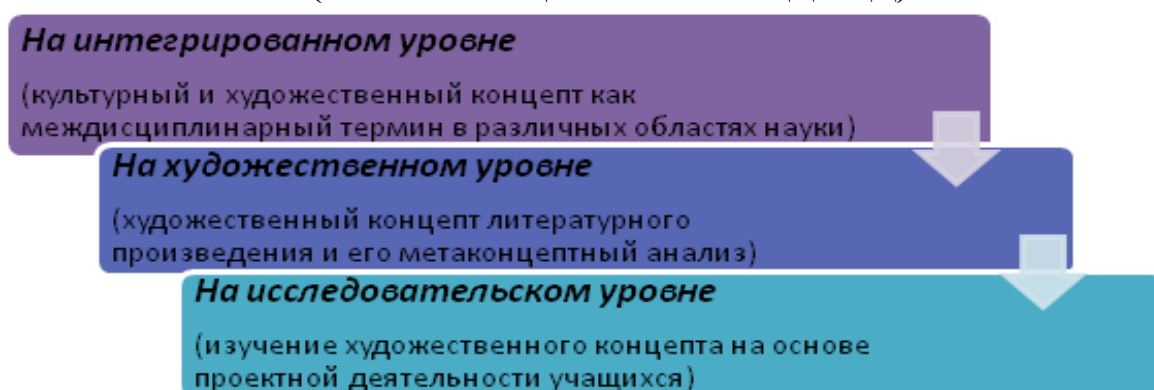 На интегрированном уровне
(культурный и художественный концепт как
междисциплинарный термин в различных областях науки)
На художественном уровне
(художественный концепт литературного
произведения и его метаконцептный анализ)
На исследовательском уровне
(изучение художественного концепта на основе
проектной деятельности учащихся)